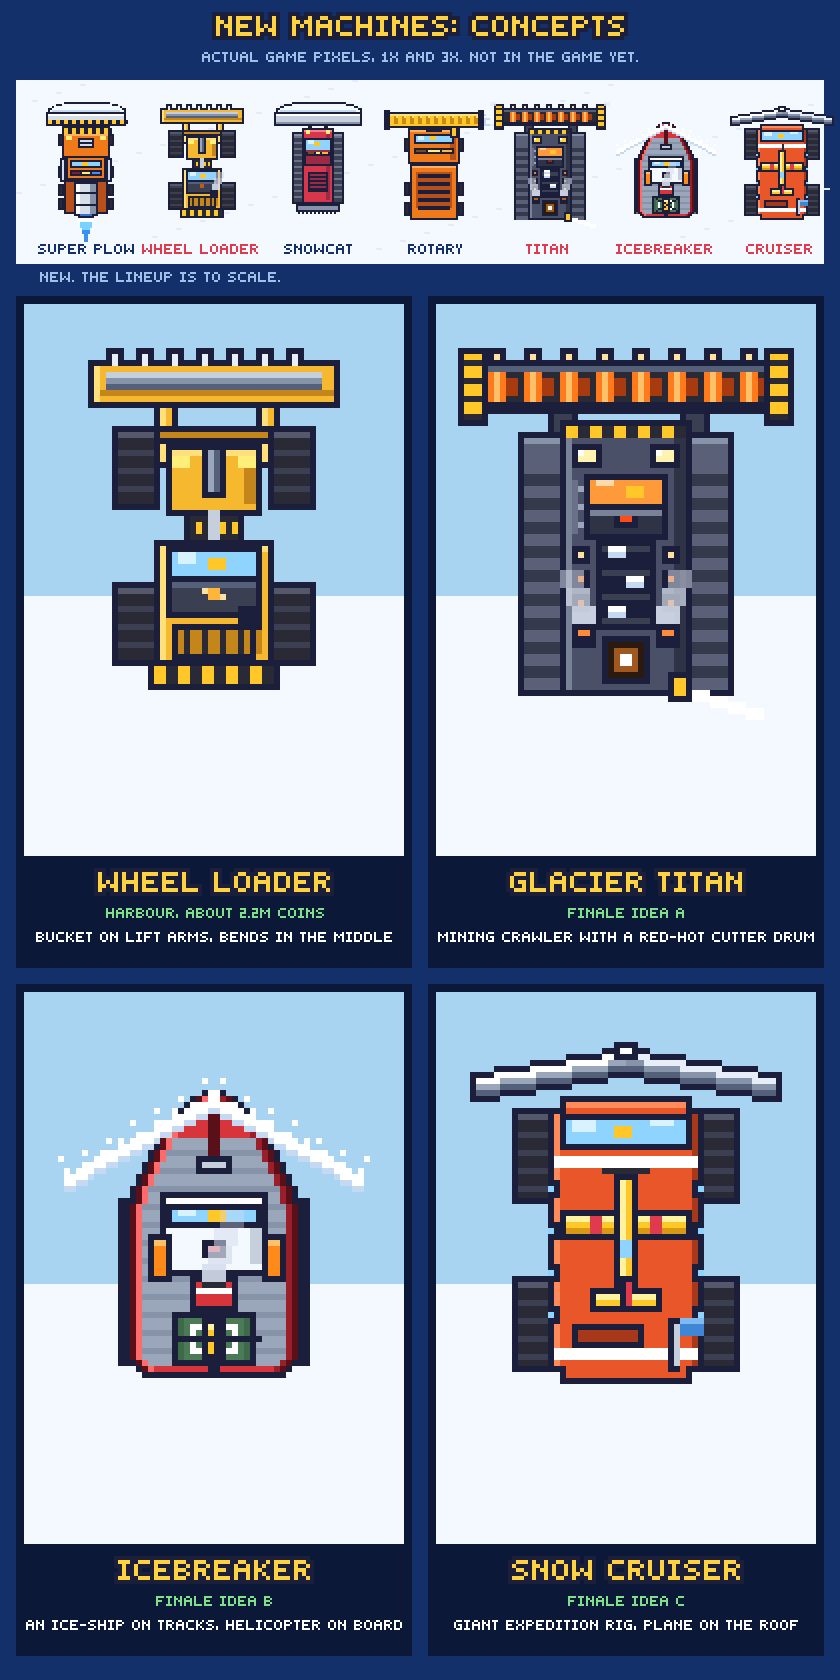 NEW MACHINES: CONCEPTS
ACTUAL GAME PIXELS. 1X AND 3X. NOT IN THE GAME YET.
SUPER PLOW WHEEL LOADER SNOWCAT ROTARY TITAN ICEBREAKER CRUISER
NEW. THE LINEUP IS TO SCALE.
WHEEL LOADER
HARBOUR. ABOUT 2.2M COINS
BUCKET ON LIFT ARMS. BENDS IN THE MIDDLE
GLACIER TITAN
FINALE IDEA A
MINING CRAWLER WITH A RED-HOT CUTTER DRUM
ICEBREAKER
FINALE IDEA B
AN ICE-SHIP ON TRACKS. HELICOPTER ON BOARD
SNOW CRUISER
FINALE IDEA C
GIANT EXPEDITION RIG. PLANE ON THE ROOF